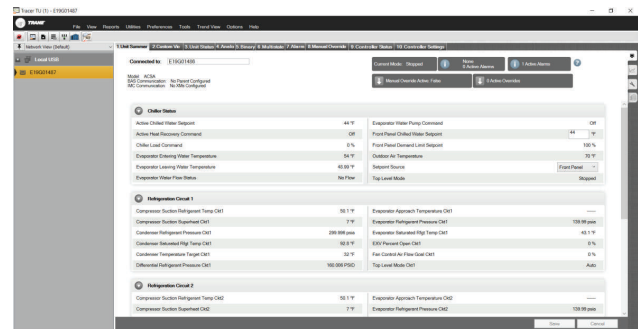 Tracer TU (1) - E19G01487
TRANE
File View Reports Utilities Preferences Tools Trend View Options Help
Network View (Default)
Local USB
E19G01487
1 Unit Summar 2 Custom Vie 3 Unit Status 4 Analo 5 Binary 6 Multistate 7 Alarm 8 Manual Override 9 Controller Status 10 Controller Settings
Connected to: E19G01488
Current Mode: Stopped
None
0 Active Alarms
1 Active Alarms
Model ACSA
BAS Communication No Parent Configured
IMC Communication No XMs Configured
Manual Override Active: False
0 Active Overrides
Chiller Status
Active Chilled Water Setpoint 44 °F Evaporator Water Pump Command Off
Active Heat Recovery Command Off Front Panel Chilled Water Setpoint 44 °F
Chiller Load Command 0 % Front Panel Demand Limit Setpoint 100 %
Evaporator Entering Water Temperature 54 °F Outdoor Air Temperature 70 °F
Evaporator Leaving Water Temperature 43.99 °F Setpoint Source Front Panel
Evaporator Water Flow Status No Flow Top Level Mode Stopped
Refrigeration Circuit 1
Compressor Suction Refrigerant Temp Ckt1 50.1 °F Evaporator Approach Temperature Ckt1 -----
Compressor Suction Superheat Ckt1 7 °F Evaporator Refrigerant Pressure Ckt1 139.99 psia
Condenser Refrigerant Pressure Ckt1 299.996 psia Evaporator Saturated Rfgt Temp Ckt1 43.1 °F
Condenser Saturated Rfgt Temp Ckt1 EXV Percent Open Ckt1 0 %
Condenser Temperature Target Ckt1 32 °F Fan Control Air Flow Goal Ckt1 0 %
Differential Refrigerant Pressure Ckt1 160.006 PSID Top Level Mode Ckt1 Auto
Refrigeration Circuit 2
Compressor Suction Refrigerant Temp Ckt2 50.1 °F Evaporator Approach Temperature Ckt2 -----
Compressor Suction Superheat Ckt2 7 °F Evaporator Refrigerant Pressure Ckt2 139.99 psia
Save Cancel